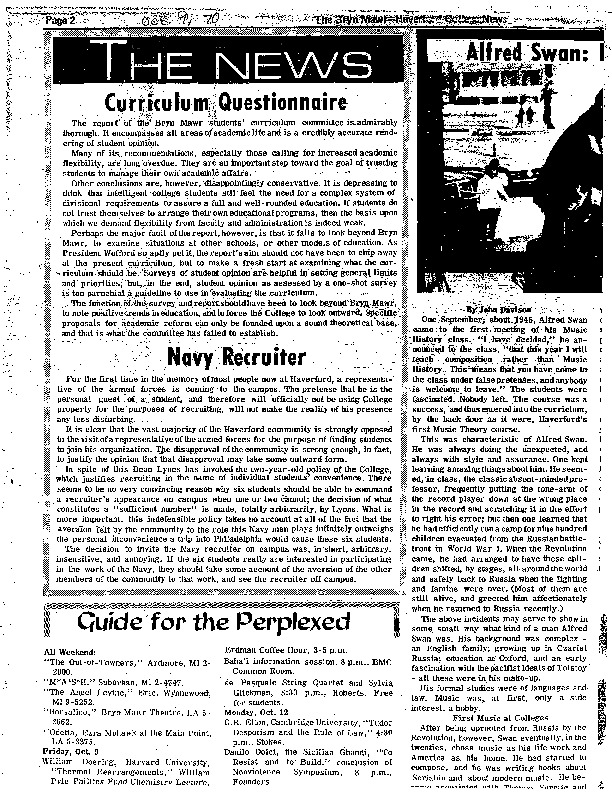 Page 2
Oct 9, 70
The Bryn Mawr-Haverford College News
THE NEWS
Curriculum Questionnaire
The report of the Bryn Mawr students' curriculum committee is admirably
thorough. It encompasses all areas of academic life and is a credibly accurate rend-
ering of student opinion.
Many of its recommendations, especially those calling for increased academic
flexibility, are long overdue. They are an important step toward the goal of trusting
students to manage their own academic affairs.
Other conclusions are, however, disappointingly conservative. It is depressing to
think that intelligent college students still feel the need for a complex system of
divisional requirements to assure a full and well-rounded education. If students do
not trust themselves to arrange their own educational programs, then the basis upon
which we demand flexibility from faculty and administration is indeed weak.
Perhaps the major fault of the report, however, is that it fails to look beyond Bryn
Mawr, to examine situations at other schools, or other models of education. As
President Wofford so aptly put it, the report's aim should not have been to chip away
at the present curriculum, but to make a fresh start at examining what the cur-
riculum should be. Surveys of student opinion are helpful in setting general limits
and priorities, but, in the end, student opinion as assessed by a one-shot survey
is too parochial a guideline to use in evaluating the curriculum.
The function of the survey and report should have been to look beyond Bryn Mawr,
to note positive trends in education, and to force the College to look outward. Specific
proposals for academic reform can only be founded upon a sound theoretical base,
and that is what the committee has failed to establish.
Navy Recruiter
For the first time in the memory of most people now at Haverford, a representa-
tive of the armed forces is coming to the campus. The pretense that he is the
personal guest of a student, and therefore will officially not be using College
property for the purposes of recruiting, will not make the reality of his presence
any less disturbing.
It is clear that the vast majority of the Haverford community is strongly opposed
to the visit of a representative of the armed forces for the purpose of finding students
to join his organization. The disapproval of the community is strong enough, in fact,
to justify the opinion that that disapproval may take some outward form.
In spite of this Dean Lyons has invoked the two-year-old policy of the College,
which justifies recruiting in the name of individual students' convenience. There
seems to be no very convincing reason why six students should be able to command
a recruiter's appearance on campus when one or two cannot; the decision of what
constitutes a "sufficient number" is made, totally arbitrarily, by Lyons. What is
more important, this indefensible policy takes no account at all of the fact that the
aversion felt by the community to the role this Navy man plays infinitely outweighs
the personal inconvenience a trip into Philadelphia would cause these six students.
The decision to invite the Navy recruiter on campus was, in short, arbitrary,
insensitive, and annoying. If the six students really are interested in participating
in the work of the Navy, they should take some account of the aversion of the other
members of the community to that work, and see the recruiter off campus.
Guide for the Perplexed
All Weekend:
"The Out-of-Towners," Ardmore, MI 2-
2000.
"M*A*S*H," Suburban, MI 2-4747.
"The Angel Levine," Eric, Wynnewood,
MI 9-5252.
"Borsalino," Bryn Mawr Theatre, LA 5-
2662.
Odetta, at the Main Point,
LA 5-3375.
Friday, Oct. 9
William Doering, Harvard University,
"Thermal Rearrangements," William
Pyle Philips Fund Chemistry Lecture,
Erdman Coffee Hour, 3-5 p.m.
Baha'i information session, 8 p.m., BMC
Common Room.
de Pasquale String Quartet and Sylvia
Glickman, 8:30 p.m., Roberts. Free
for students.
Monday, Oct. 12
G.R. Elton, Cambridge University, "Tudor
Despotism and the Rule of Law," 4:30
p.m., Stokes.
Danilo Dolci, the Sicilian Ghandi, "To
Resist and to Build," conclusion of
Nonviolence Symposium, 8 p.m.,
Founders
Alfred Swan:
By John Davison
One September, about 1946, Alfred Swan
came to the first meeting of his Music
History class. "I have decided," he an-
nounced to the class, "that this year I will
teach composition rather than Music
History. This means that you have come to
the class under false pretenses, and anybody
is welcome to leave." The students were
fascinated. Nobody left. The course was a
success, and thus entered into the curriculum,
by the back door as it were, Haverford's
first Music Theory course.
This was characteristic of Alfred Swan.
He was always doing the unexpected, and
always with style and assurance. One kept
learning amazing things about him. He seem-
ed, in class, the classic absent-minded pro-
fessor, frequently putting the tone-arm of
the record player down at the wrong place
in the record and scratching it in the effort
to right his error; but then one learned that
he had efficiently run a camp for nine hundred
children evacuated from the Russian battle-
front in World War I. When the Revolution
came, he had arranged to have these chil-
dren shifted, by stages, all around the world
and safely back to Russia when the fighting
and famine were over. (Most of them are
still alive, and greeted him affectionately
when he returned to Russia recently.)
The above incidents may serve to show in
some small way what kind of a man Alfred
Swan was. His background was complex -
an English family; growing up in Czarist
Russia; education at Oxford, and an early
fascination with the pacifist ideals of Tolstoy
- all these were in his make-up.
His formal studies were of languages and
law. Music was, at first, only a side
interest, a hobby.
First Music at Colleges
After being uprooted from Russia by the
Revolution, however, Swan eventually, in the
twenties, chose music as his life work and
America as his home. He had started to
compose, and he was writing books about
Scriabin and about modern music. He be-